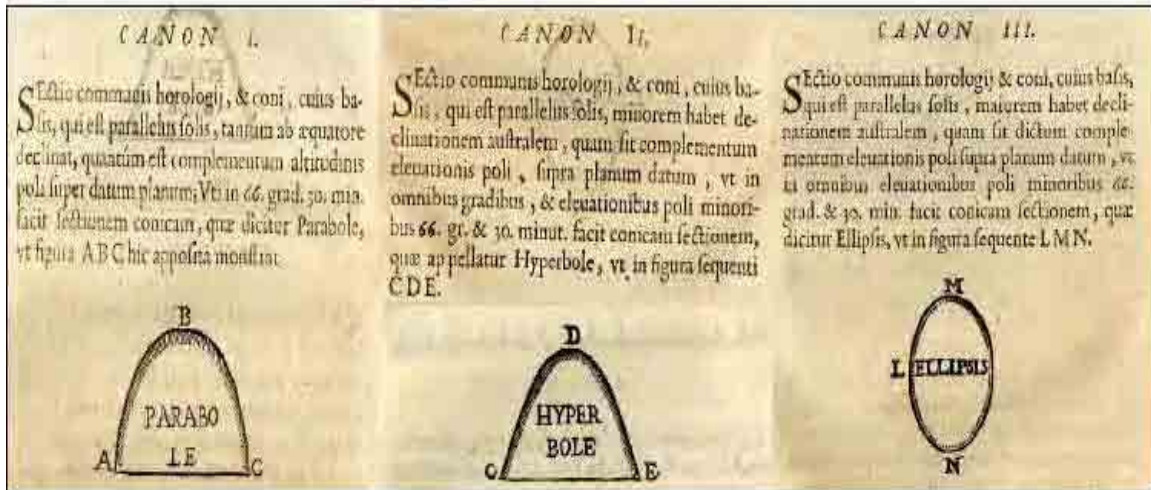 CANON I.
SEctio communis horologij, & coni, cuius ba-
sis, qui est parallelus solis, tantum ab æquatore
declinat, quantum est complementum altitudinis
poli super datum planum; Vt in 66. grad. 30. min.
facit sectionem conicam, quæ dicitur Parabole,
vt figura ABC hic apposita monstrat.
B
PARABO
LE
A C
CANON II.
SEctio communis horologij, & coni, cuius ba-
sis, qui est parallelus solis, minorem habet de-
clinationem australem, quam sit complementum
eleuationis poli, supra planum datum, vt in
omnibus gradibus, & eleuationibus poli minori-
bus 66. gr. & 30. minut. facit conicam sectionem,
quæ appellatur Hyperbole, vt in figura sequenti
CDE.
D
HYPER
BOLE
C E
CANON III.
SEctio communis horologij & coni, cuius basis,
qui est parallelus solis, maiorem habet decli-
nationem australem, quam sit dictum comple-
mentum eleuationis poli supra planum datum, vt
in omnibus eleuationibus poli minoribus 66.
grad. & 30. min. facit conicam sectionem, quæ
dicitur Ellipsis, vt in figura sequente LMN.
M
L ELLIPSIS
N